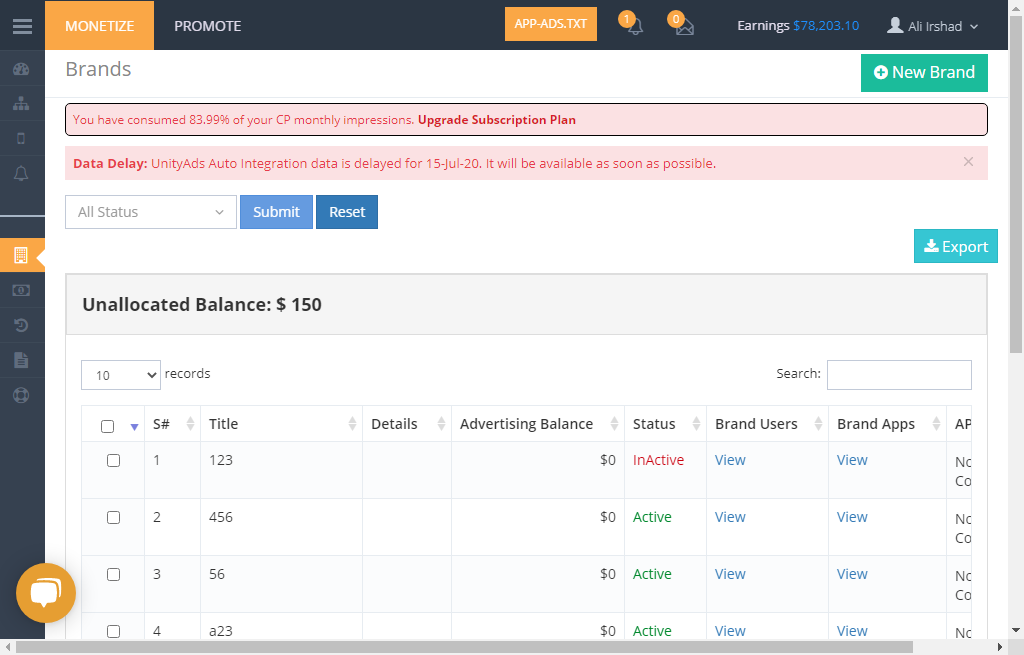 MONETIZE PROMOTE APP-ADS.TXT 1 0 Earnings $78,203.10 Ali Irshad
Brands New Brand
You have consumed 83.99% of your CP monthly impressions. Upgrade Subscription Plan
Data Delay: UnityAds Auto Integration data is delayed for 15-Jul-20. It will be available as soon as possible. ×
All Status Submit Reset
Export
Unallocated Balance: $ 150
10 records Search:
S# Title Details Advertising Balance Status Brand Users Brand Apps AP
1 123 $0 InActive View View No
Co
2 456 $0 Active View View No
Co
3 56 $0 Active View View No
Co
4 a23 $0 Active View View No